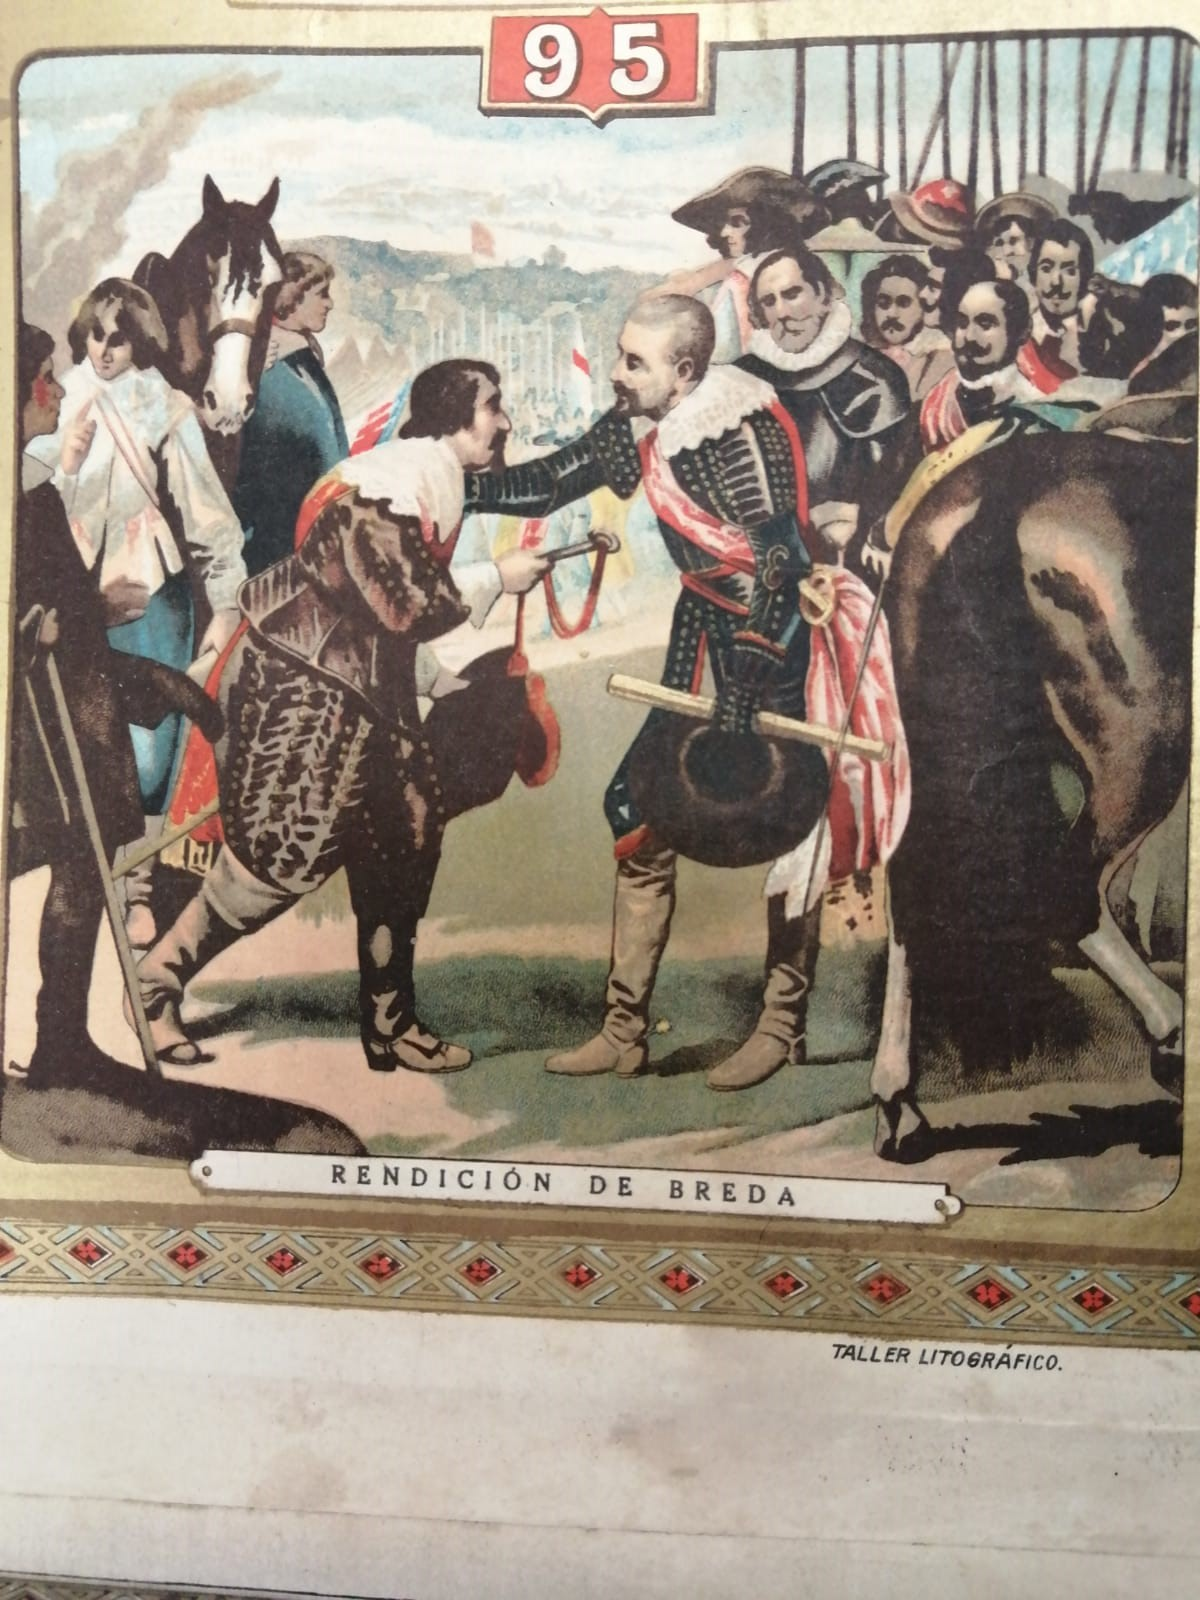 95
RENDICIÓN DE BREDA
TALLER LITOGRÁFICO.